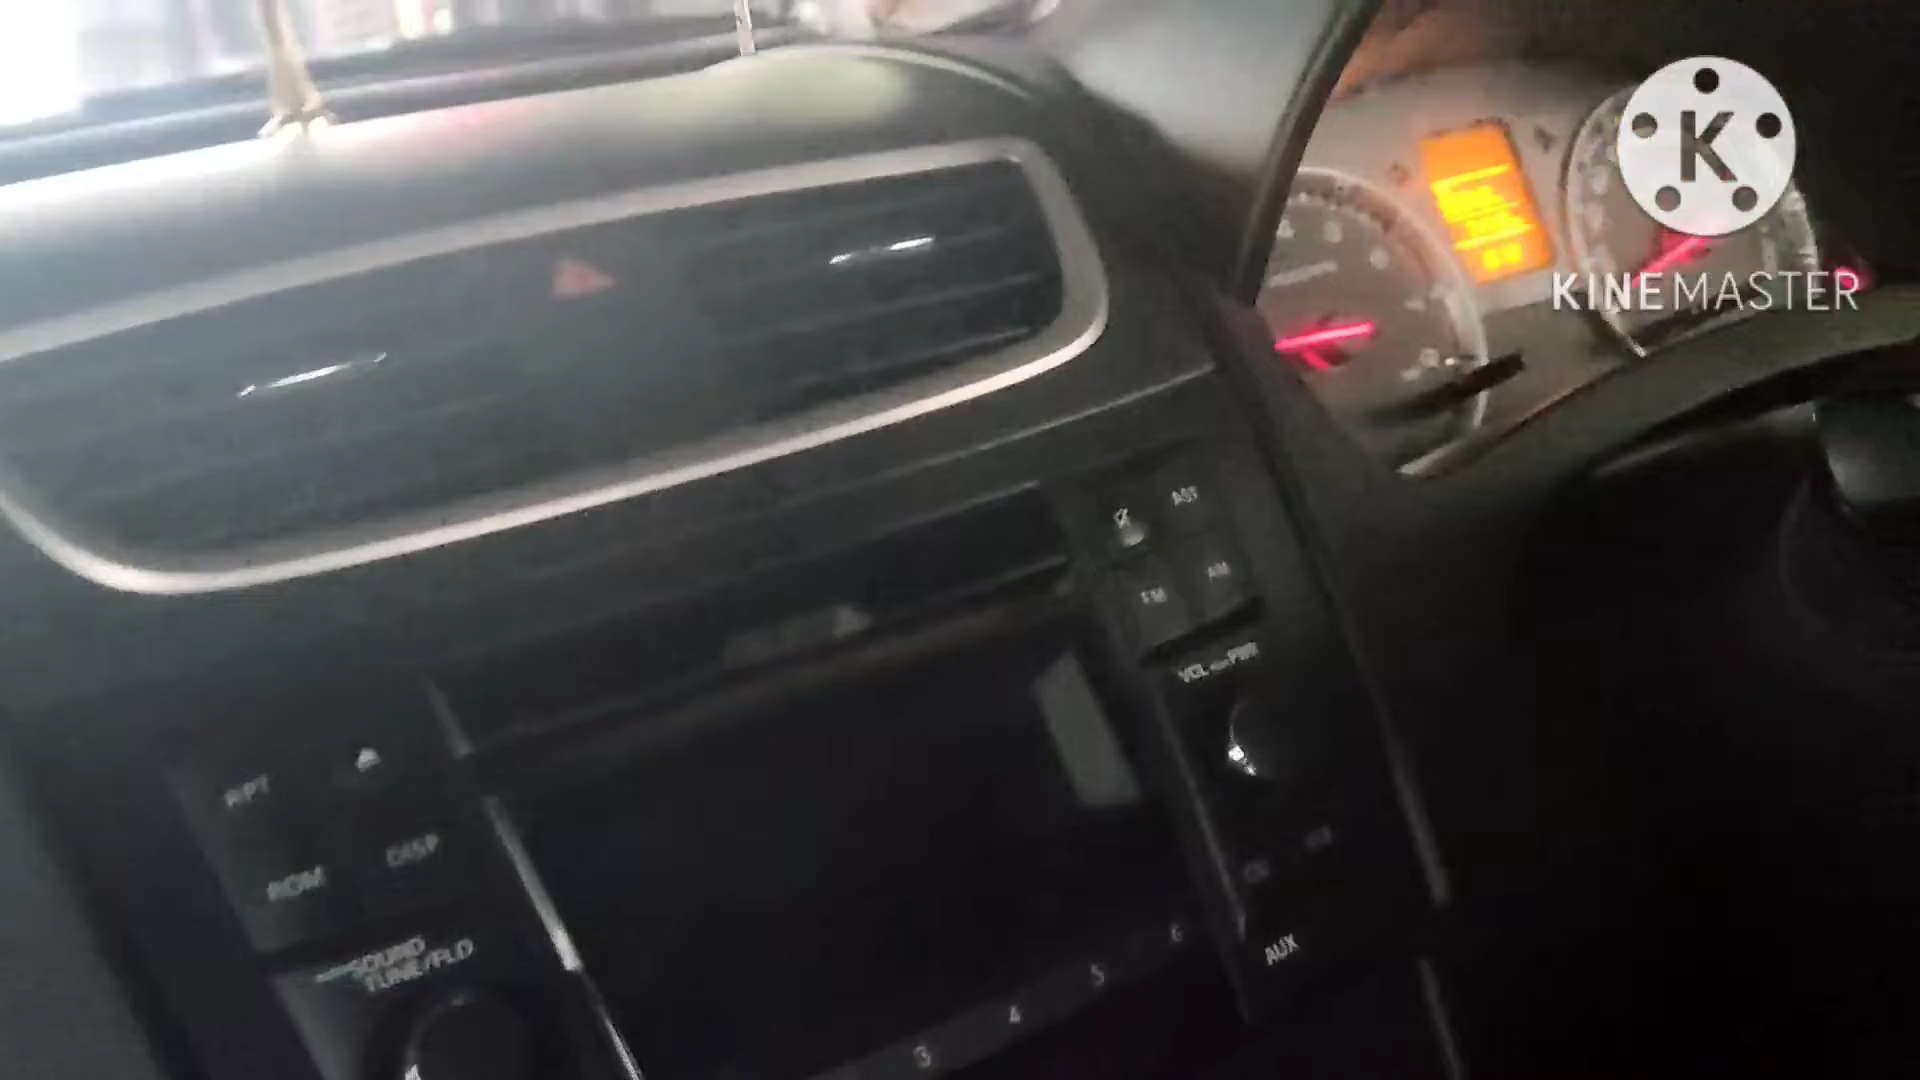 K
KINEMASTER
AST
FM
AM
VOL PWR
RPT
RDM
DISP
SOUND
TUNE/FLD
AUX
6
5
4
3